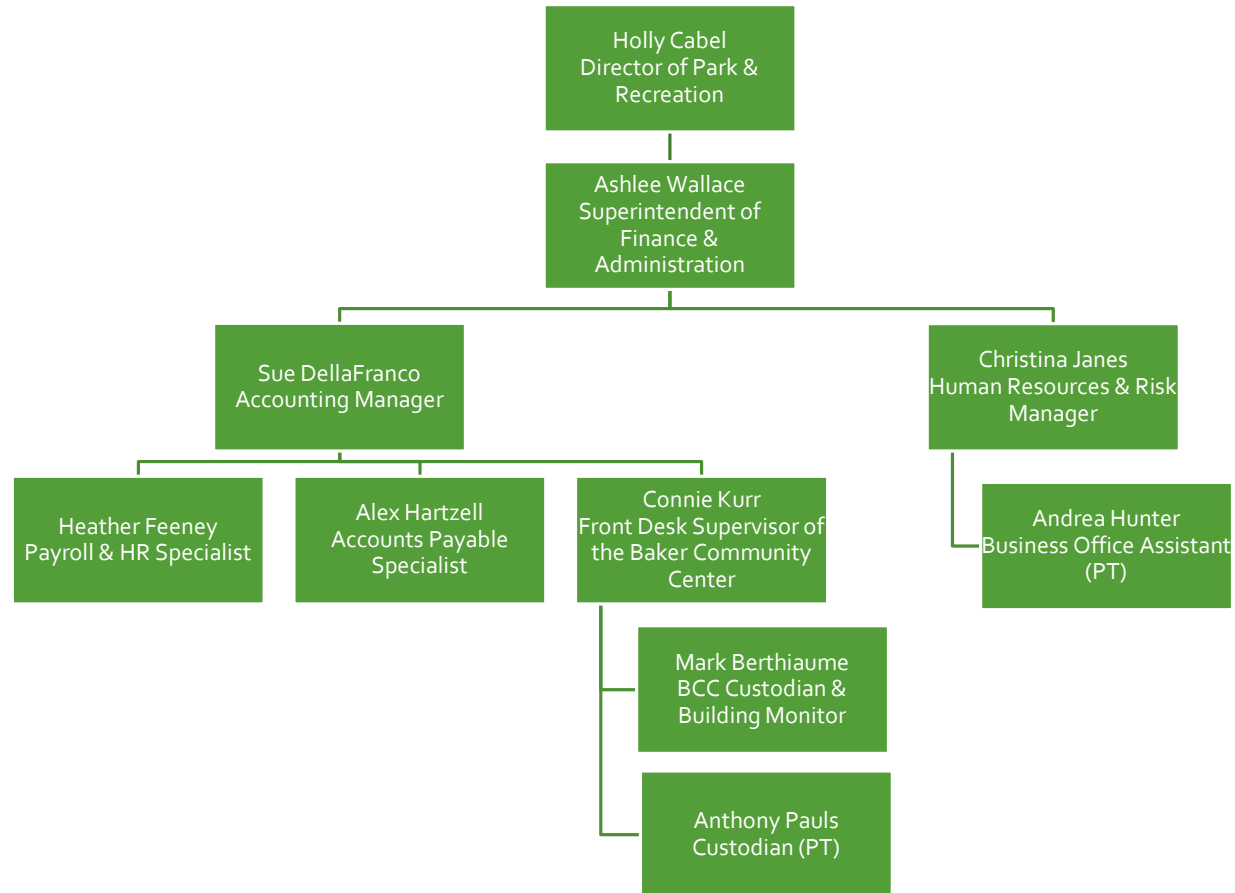 Holly Cabel
Director of Park &
Recreation
Ashlee Wallace
Superintendent of
Finance &
Administration
Sue DellaFranco
Accounting Manager
Christina Janes
Human Resources & Risk
Manager
Heather Feeney
Payroll & HR Specialist
Alex Hartzell
Accounts Payable
Specialist
Connie Kurr
Front Desk Supervisor of
the Baker Community
Center
Andrea Hunter
Business Office Assistant
(PT)
Mark Berthiaume
BCC Custodian &
Building Monitor
Anthony Pauls
Custodian (PT)